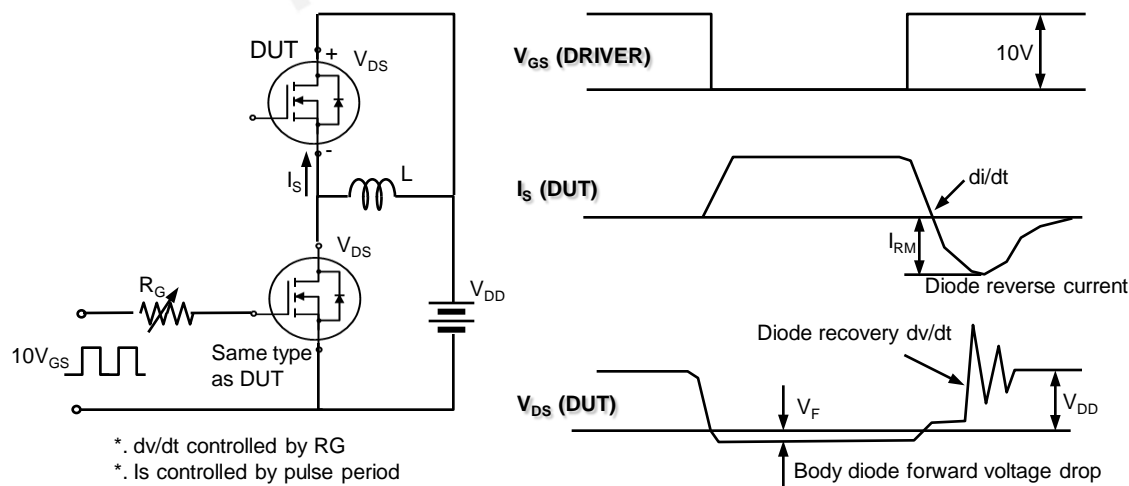 DUT
+
V_DS
-
I_S
L
V_DS
R_G
V_DD
10V_GS
Same type
as DUT
*. dv/dt controlled by RG
*. Is controlled by pulse period
V_GS (DRIVER)
10V
I_S (DUT)
di/dt
I_RM
Diode reverse current
Diode recovery dv/dt
V_DS (DUT)
V_F
V_DD
Body diode forward voltage drop